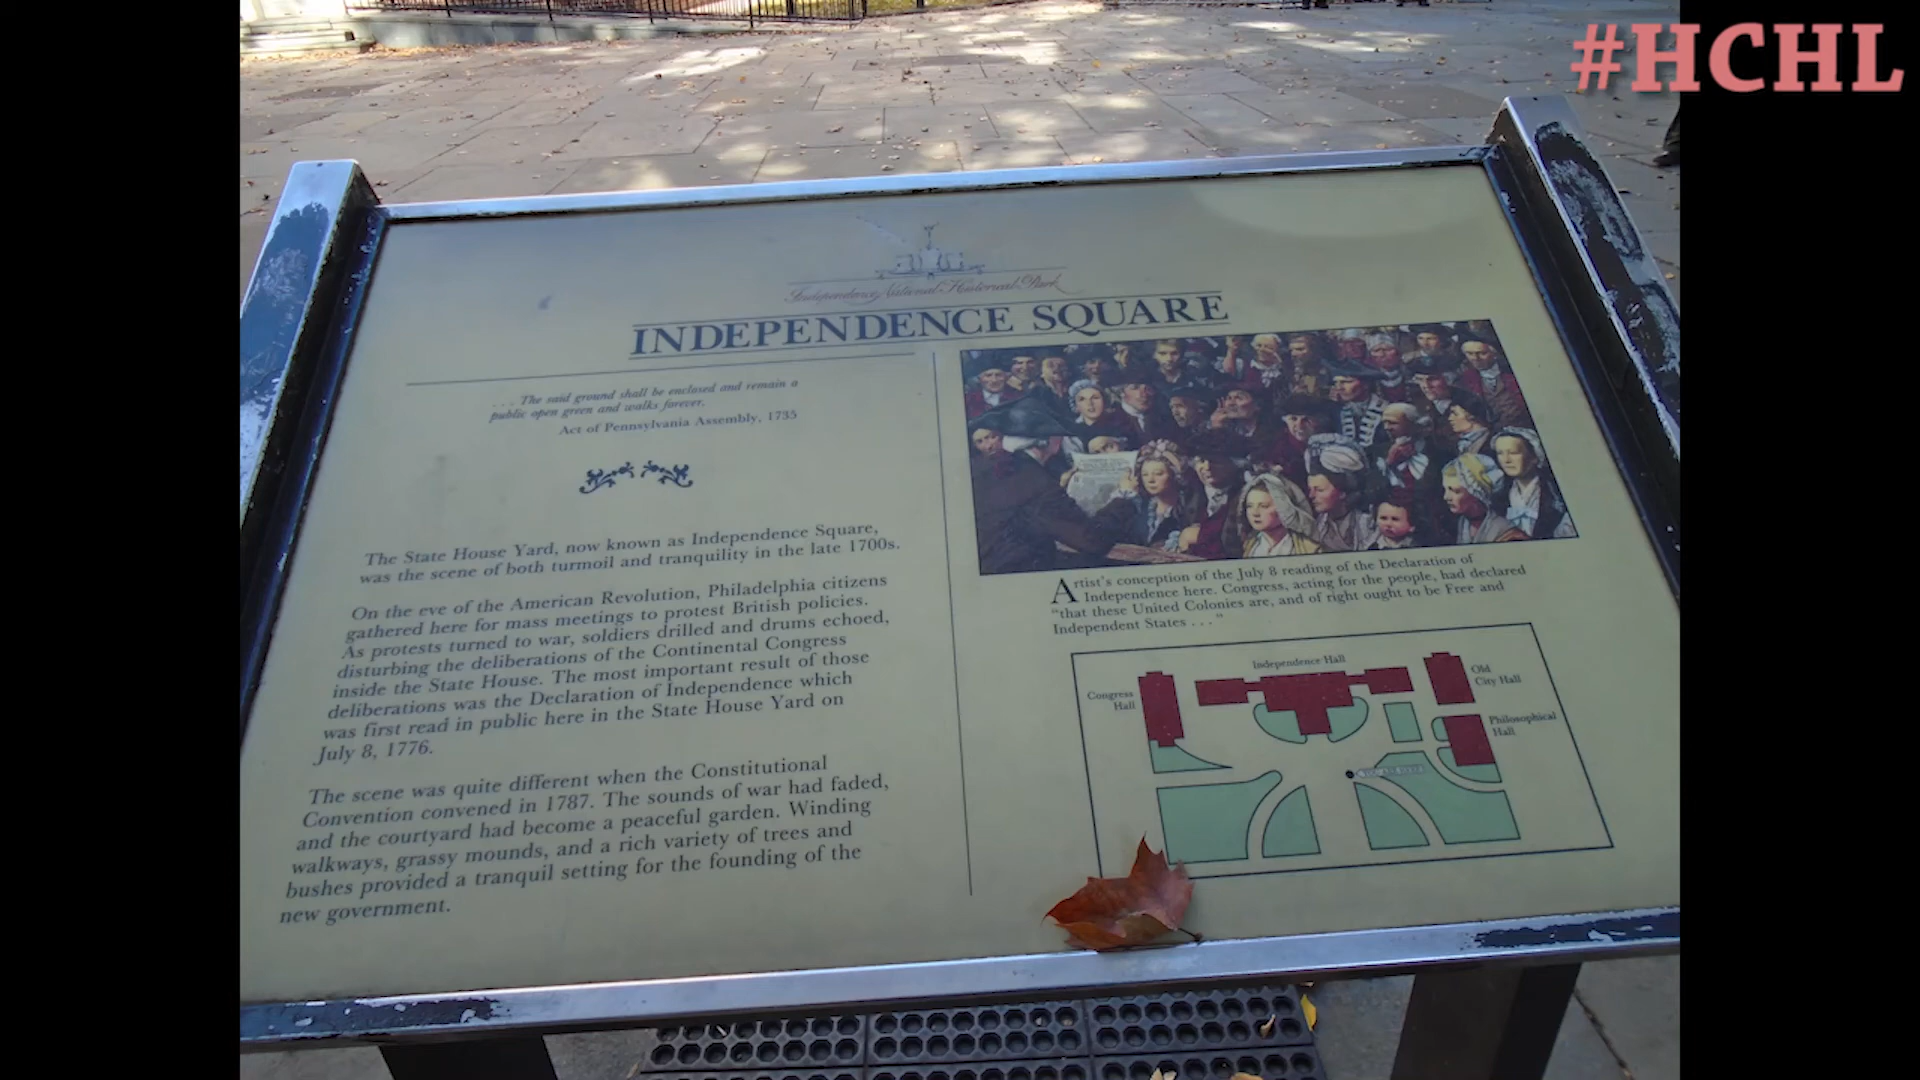 #HCHL
Independence National Historical Park
INDEPENDENCE SQUARE
. . . The said ground shall be enclosed and remain a
public open green and walks forever.
Act of Pennsylvania Assembly, 1735
The State House Yard, now known as Independence Square,
was the scene of both turmoil and tranquility in the late 1700s.
On the eve of the American Revolution, Philadelphia citizens
gathered here for mass meetings to protest British policies.
As protests turned to war, soldiers drilled and drums echoed,
disturbing the deliberations of the Continental Congress
inside the State House. The most important result of those
deliberations was the Declaration of Independence which
was first read in public here in the State House Yard on
July 8, 1776.
The scene was quite different when the Constitutional
Convention convened in 1787. The sounds of war had faded,
and the courtyard had become a peaceful garden. Winding
walkways, grassy mounds, and a rich variety of trees and
bushes provided a tranquil setting for the founding of the
new government.
Artist's conception of the July 8 reading of the Declaration of
Independence here. Congress, acting for the people, had declared
"that these United Colonies are, and of right ought to be Free and
Independent States . . ."
Independence Hall
Congress
Hall
Old
City Hall
Philosophical
Hall
YOU ARE HERE